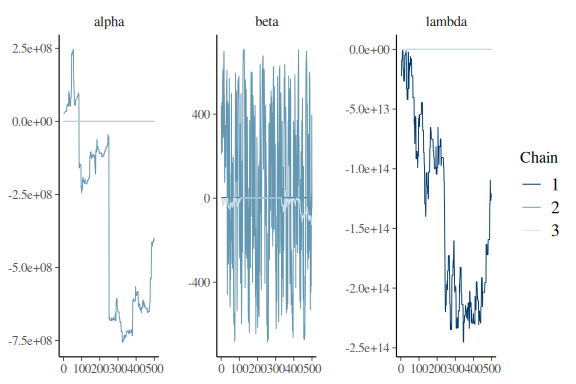 alpha
beta
lambda
2.5e+08
0.0e+00
-2.5e+08
-5.0e+08
-7.5e+08
0 100200300400500
400
0
-400
0 100200300400500
0.0e+00
-5.0e+13
-1.0e+14
-1.5e+14
-2.0e+14
-2.5e+14
0 100200300400500
Chain
1
2
3